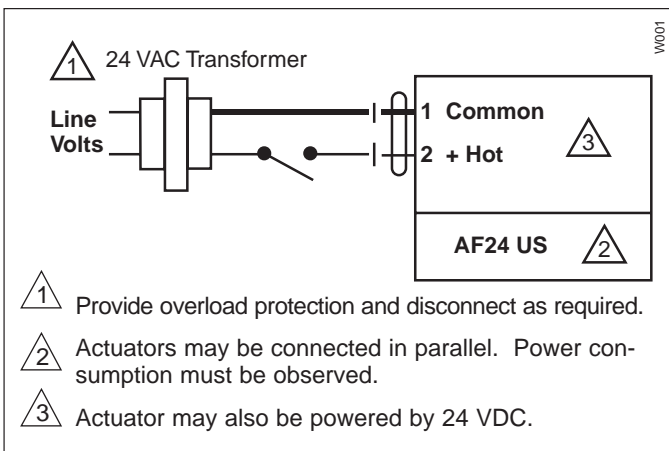 W001
1 24 VAC Transformer
Line
Volts
1 Common
2 + Hot
3
AF24 US 2
1 Provide overload protection and disconnect as required.
2 Actuators may be connected in parallel. Power con-
sumption must be observed.
3 Actuator may also be powered by 24 VDC.